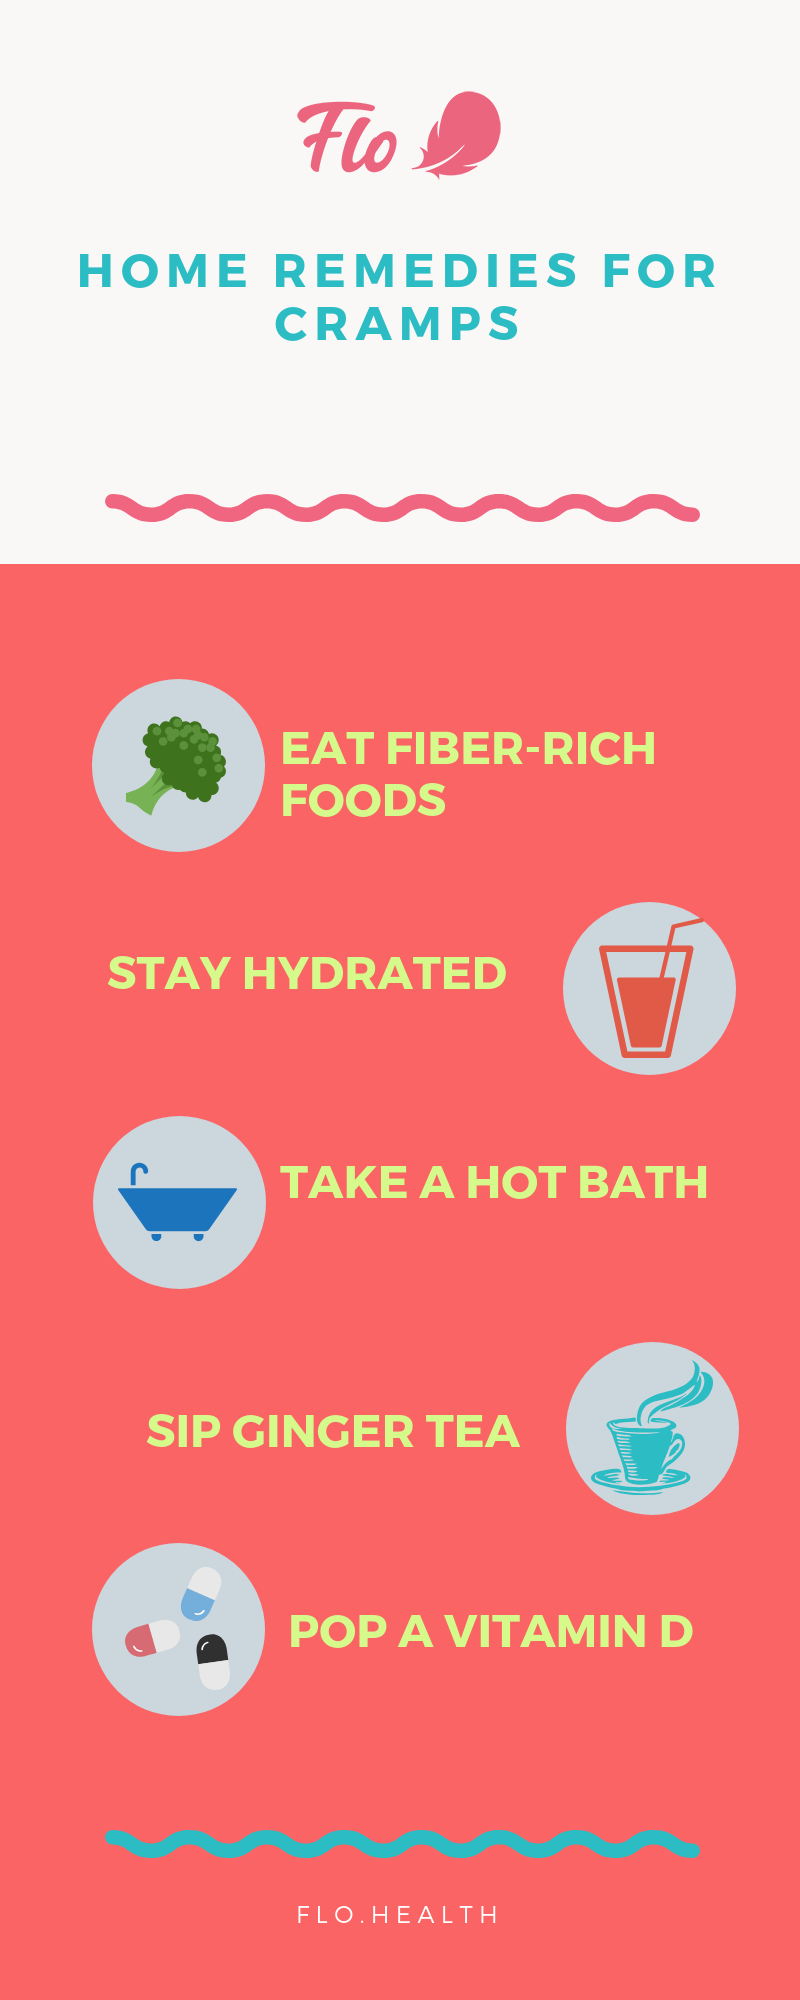 Flo
HOME REMEDIES FOR
CRAMPS
EAT FIBER-RICH
FOODS
STAY HYDRATED
TAKE A HOT BATH
SIP GINGER TEA
POP A VITAMIN D
FLO.HEALTH